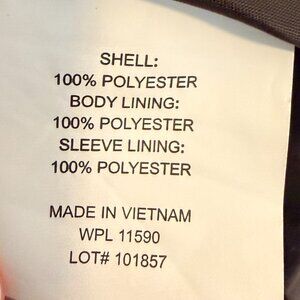 SHELL:
100% POLYESTER
BODY LINING:
100% POLYESTER
SLEEVE LINING:
100% POLYESTER
MADE IN VIETNAM
WPL 11590
LOT# 101857